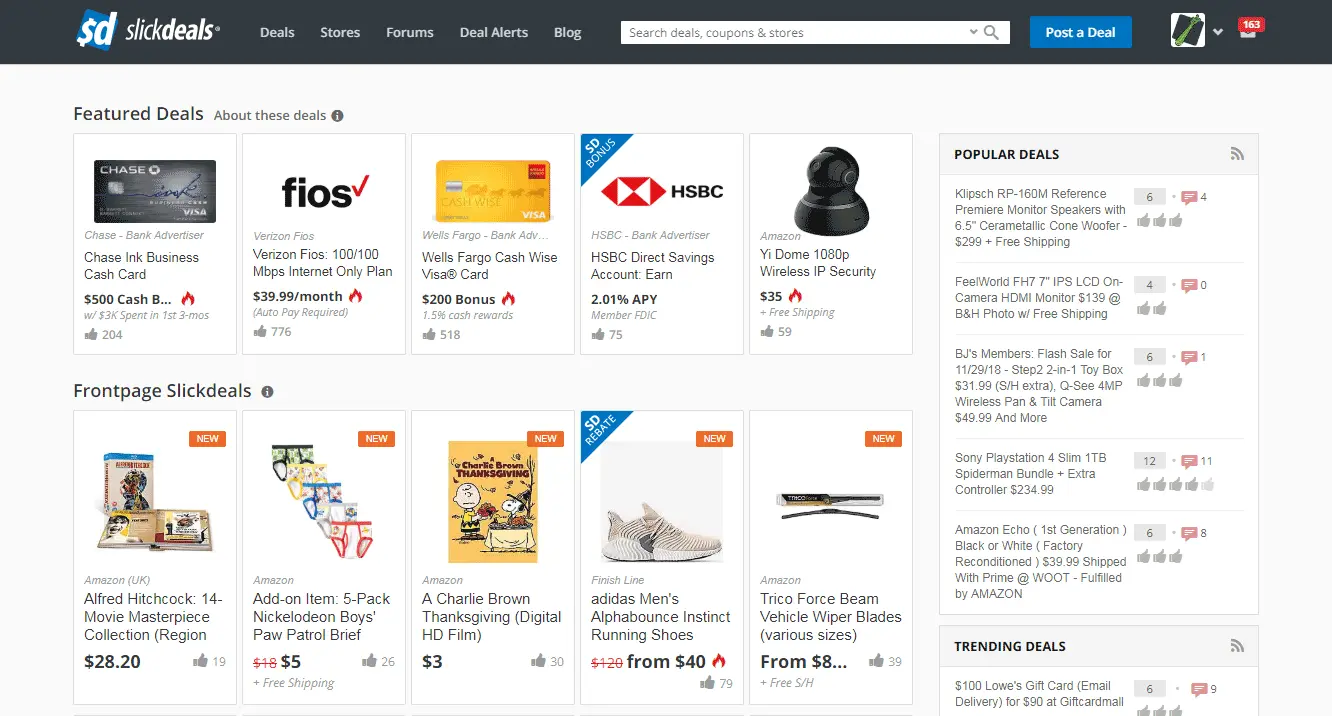 $d slickdeals
Deals
Stores
Forums
Deal Alerts
Blog
Search deals, coupons & stores
Post a Deal
163
Featured Deals About these deals
CHASE
BUSINESS CASH
VISA
Chase - Bank Advertiser
Chase Ink Business
Cash Card
$500 Cash B...
w/ $3K Spent in 1st 3-mos
204
fios
Verizon Fios
Verizon Fios: 100/100
Mbps Internet Only Plan
$39.99/month
(Auto Pay Required)
776
CASH WISE
VISA
Wells Fargo - Bank Adv...
Wells Fargo Cash Wise
Visa® Card
$200 Bonus
1.5% cash rewards
518
SD
BONUS
HSBC
HSBC - Bank Advertiser
HSBC Direct Savings
Account: Earn
2.01% APY
Member FDIC
75
Amazon
Yi Dome 1080p
Wireless IP Security
$35
+ Free Shipping
59
Frontpage Slickdeals
NEW
Amazon (UK)
Alfred Hitchcock: 14-
Movie Masterpiece
Collection (Region
$28.20
19
NEW
Amazon
Add-on Item: 5-Pack
Nickelodeon Boys'
Paw Patrol Brief
$18 $5
26
+ Free Shipping
NEW
A
Charlie Brown
THANKSGIVING
Amazon
A Charlie Brown
Thanksgiving (Digital
HD Film)
$3
30
SD
REBATE
NEW
Finish Line
adidas Men's
Alphabounce Instinct
Running Shoes
$120 from $40
79
NEW
TRICO Force
Amazon
Trico Force Beam
Vehicle Wiper Blades
(various sizes)
From $8...
39
+ Free S/H
POPULAR DEALS
Klipsch RP-160M Reference
Premiere Monitor Speakers with
6.5" Cerametallic Cone Woofer -
$299 + Free Shipping
6
4
FeelWorld FH7 7" IPS LCD On-
Camera HDMI Monitor $139 @
B&H Photo w/ Free Shipping
4
0
BJ's Members: Flash Sale for
11/29/18 - Step2 2-in-1 Toy Box
$31.99 (S/H extra), Q-See 4MP
Wireless Pan & Tilt Camera
$49.99 And More
6
1
Sony Playstation 4 Slim 1TB
Spiderman Bundle + Extra
Controller $234.99
12
11
Amazon Echo ( 1st Generation )
Black or White ( Factory
Reconditioned ) $39.99 Shipped
With Prime @ WOOT - Fulfilled
by AMAZON
6
8
TRENDING DEALS
$100 Lowe's Gift Card (Email
Delivery) for $90 at Giftcardmall
6
9